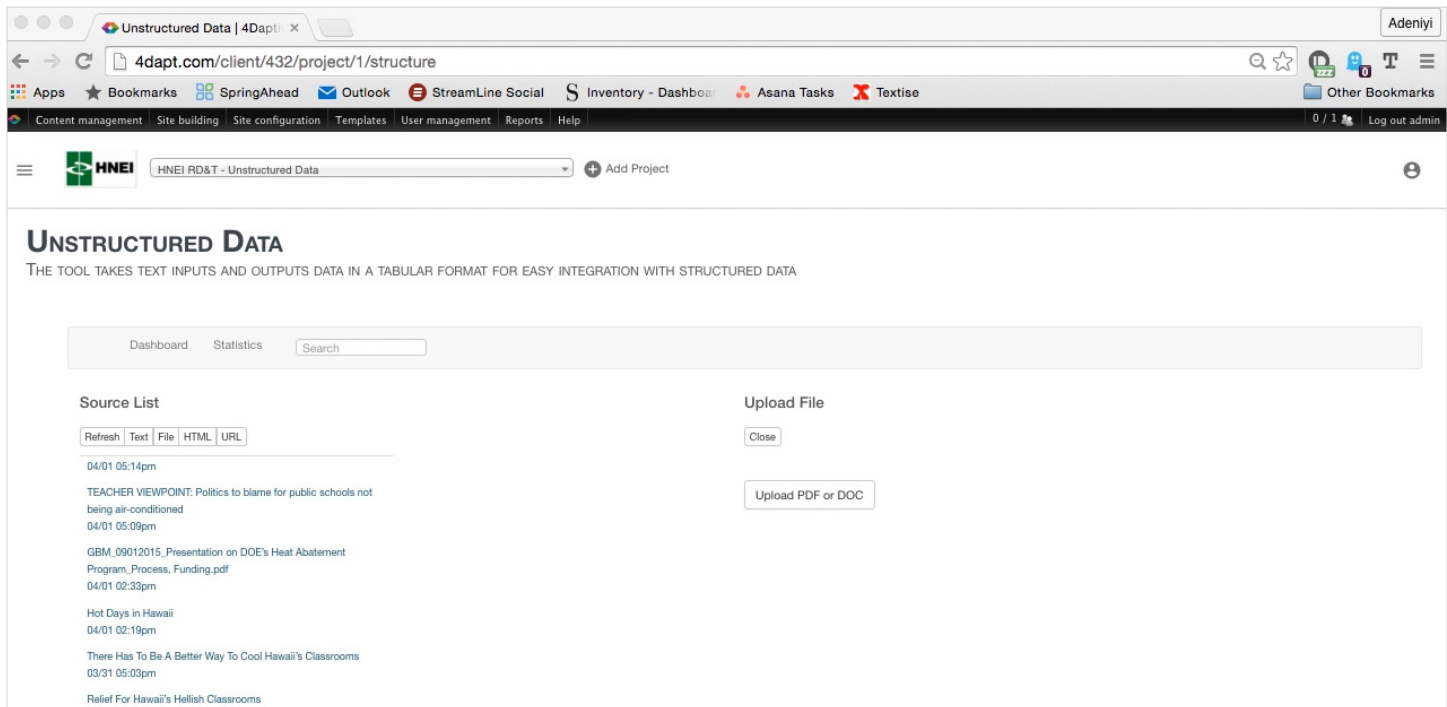 Unstructured Data | 4Dapti ×
Adeniyi
4dapt.com/client/432/project/1/structure
zzz 0 T
Apps Bookmarks SpringAhead Outlook StreamLine Social S Inventory - Dashboar Asana Tasks Textise Other Bookmarks
Content management Site building Site configuration Templates User management Reports Help 0 / 1 Log out admin
HNEI HNEI RD&T - Unstructured Data Add Project
UNSTRUCTURED DATA
THE TOOL TAKES TEXT INPUTS AND OUTPUTS DATA IN A TABULAR FORMAT FOR EASY INTEGRATION WITH STRUCTURED DATA
Dashboard Statistics Search
Source List
Refresh Text File HTML URL
04/01 05:14pm
TEACHER VIEWPOINT: Politics to blame for public schools not
being air-conditioned
04/01 05:09pm
GBM_09012015_Presentation on DOE's Heat Abatement
Program_Process, Funding.pdf
04/01 02:33pm
Hot Days in Hawaii
04/01 02:19pm
There Has To Be A Better Way To Cool Hawaii's Classrooms
03/31 05:03pm
Relief For Hawaii's Hellish Classrooms
Upload File
Close
Upload PDF or DOC